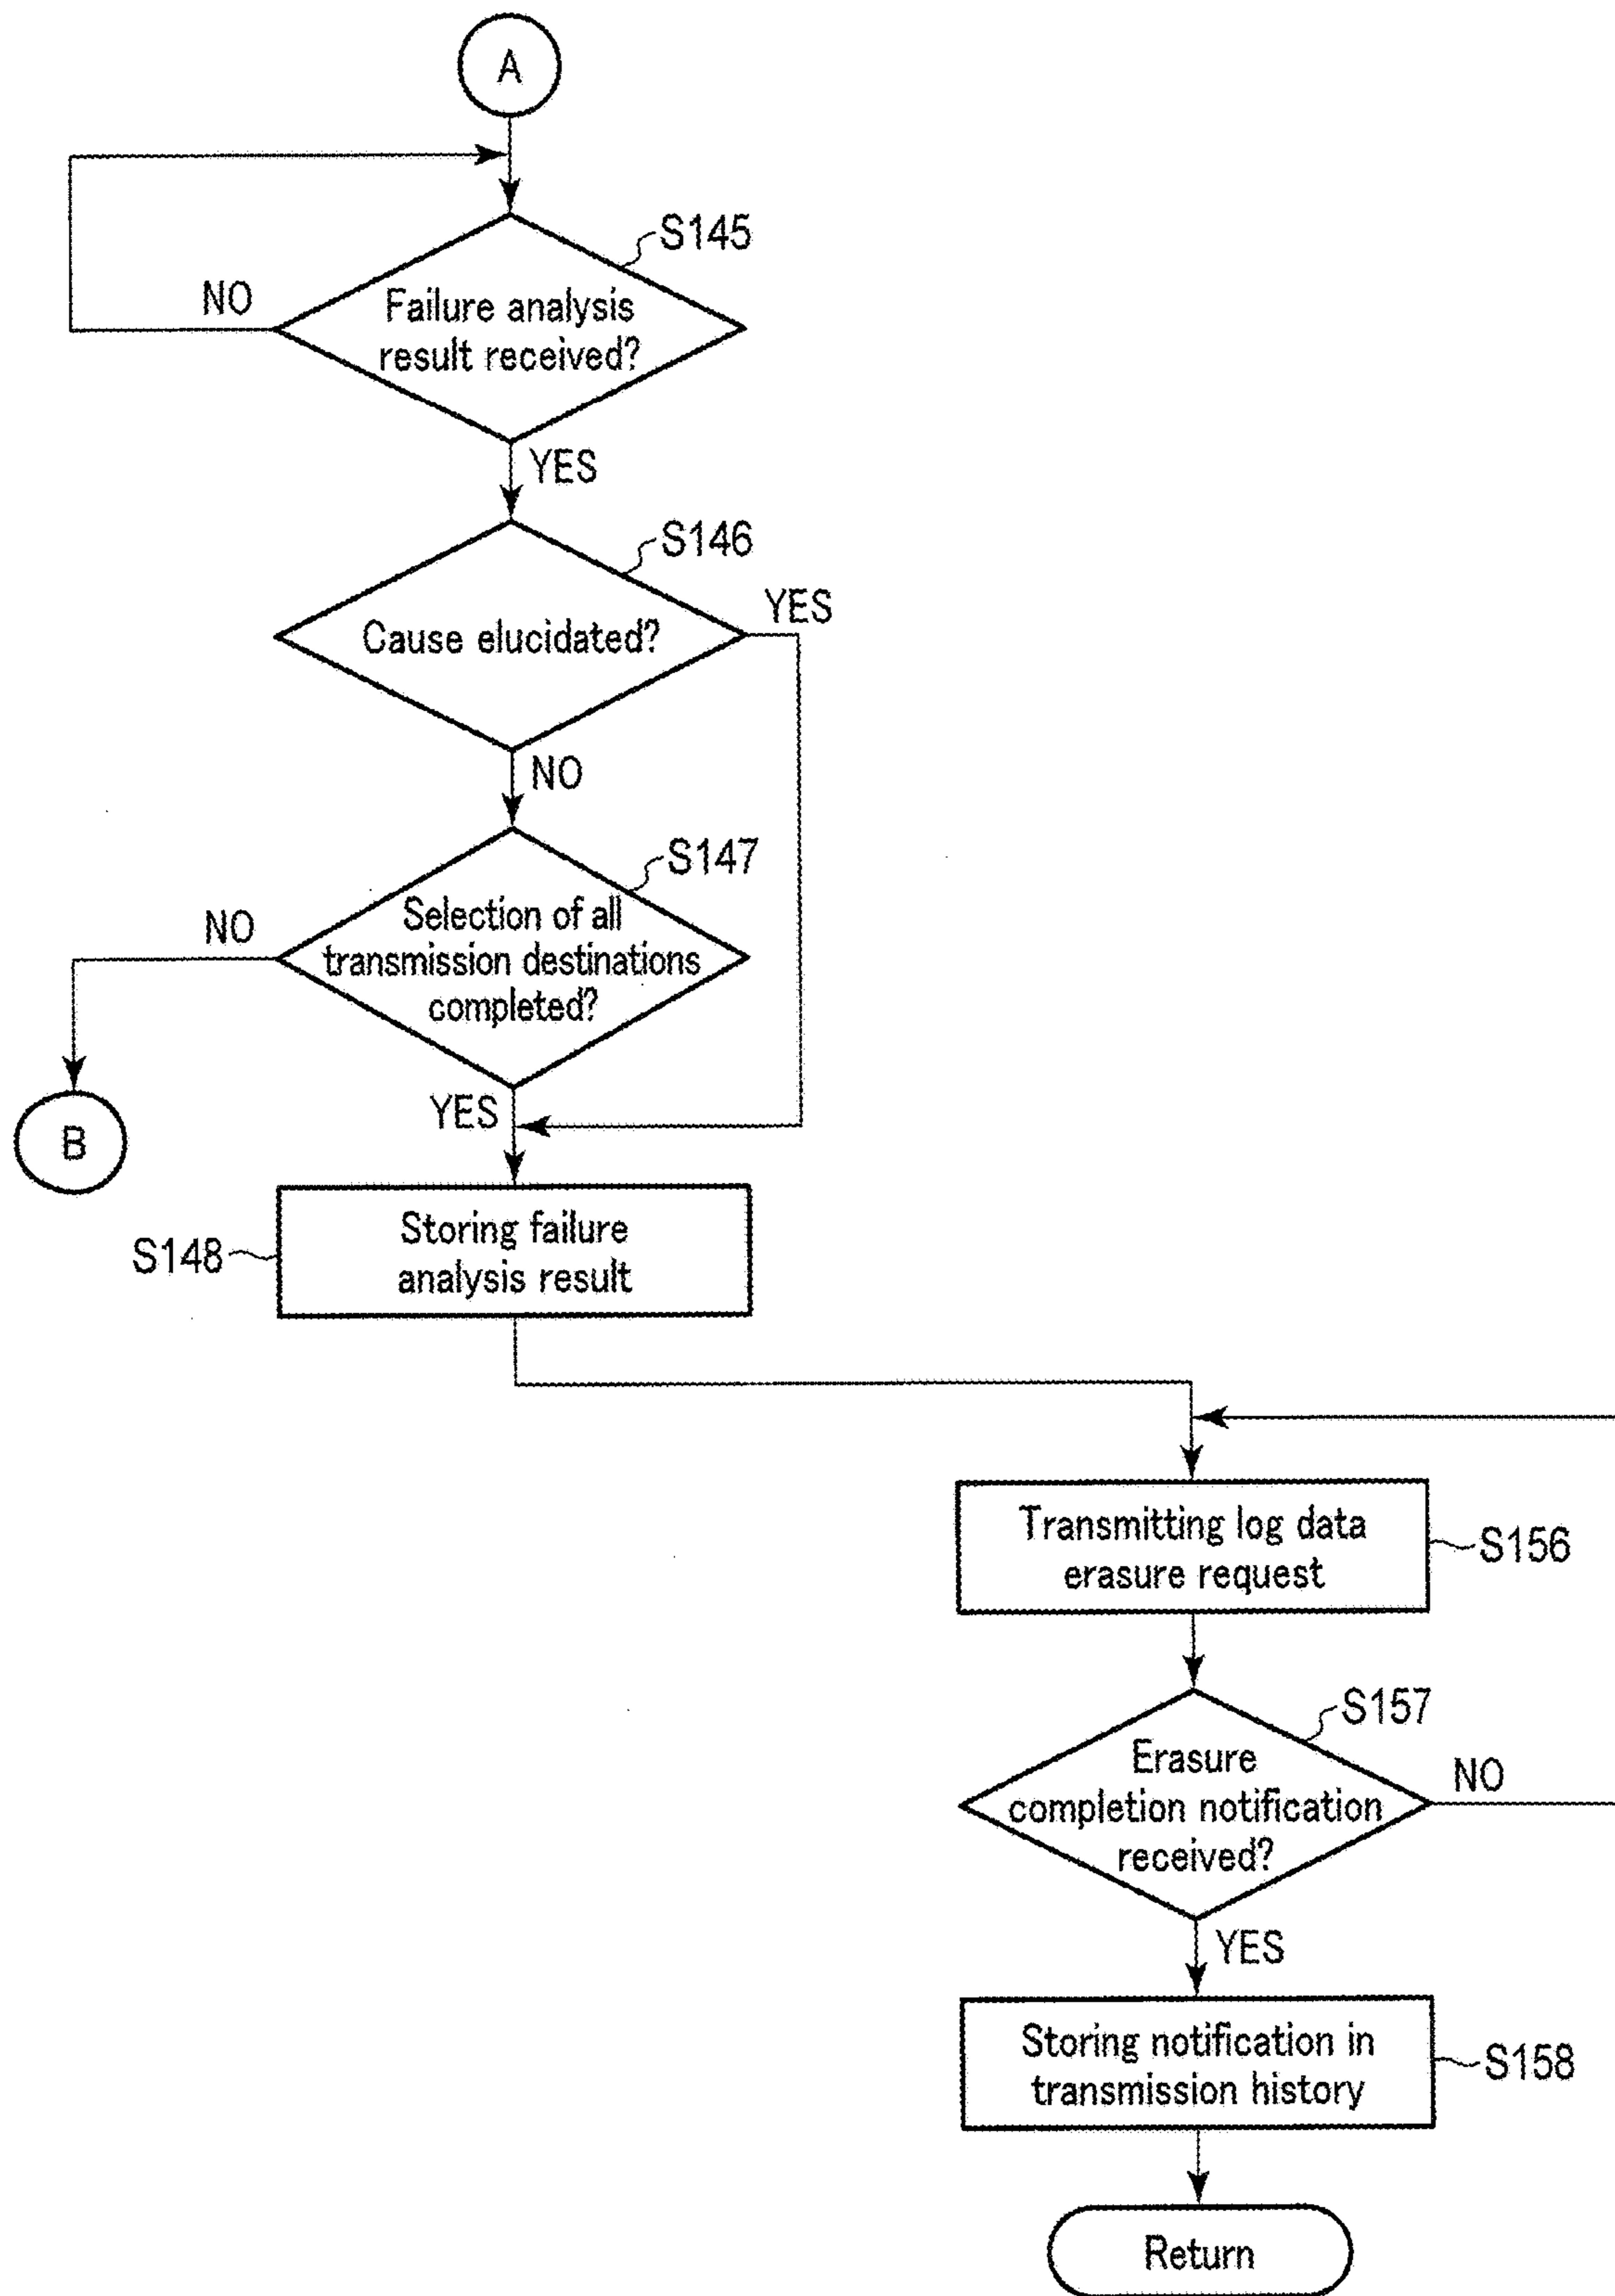 A
S145
NO
Failure analysis
result received?
YES
S146
YES
Cause elucidated?
NO
S147
NO
Selection of all
transmission destinations
completed?
YES
B
S148
Storing failure
analysis result
Transmitting log data
erasure request
S156
S157
Erasure
completion notification
received?
NO
YES
Storing notification in
transmission history
S158
Return